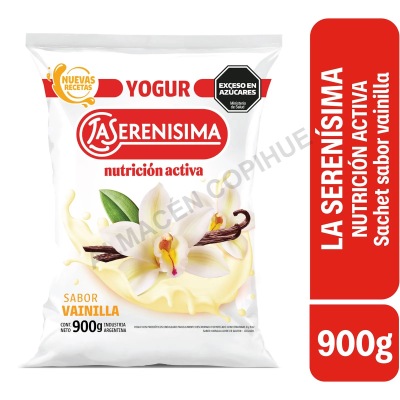 NUEVAS
RECETAS
YOGUR
EXCESO EN
AZÚCARES
Ministerio
de Salud
LA SERENISIMA
nutrición activa
ALMACÉN COPIHUE
SABOR
VAINILLA
CONT.
NETO 900g INDUSTRIA
ARGENTINA
LA SERENÍSIMA
NUTRICIÓN ACTIVA
Sachet sabor vainilla
900g